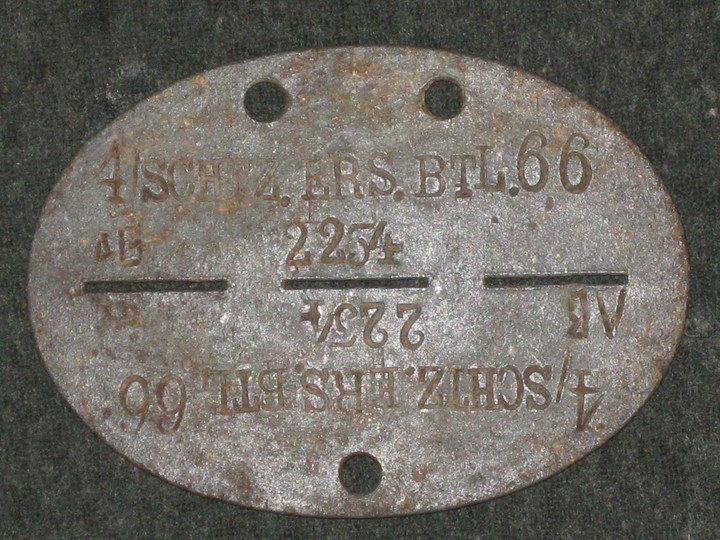 4/SCHTZ. ERS. BTL. 66
AB 2254
AB 2254
4/SCHTZ. ERS. BTL 66